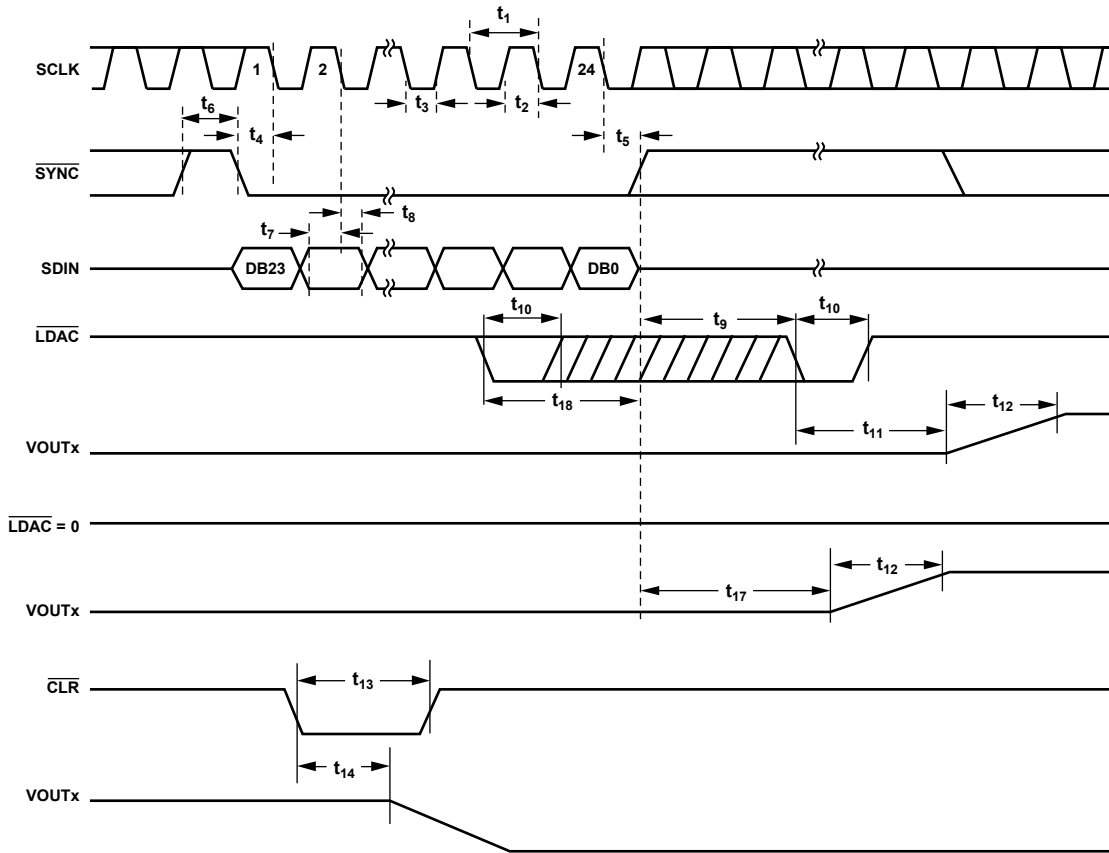 t1
SCLK 1 2 24
t3 t2
t6
t4 t5
SYNC
t8
t7
SDIN DB23 DB0
t10 t9 t10
LDAC
t18
t12
t11
VOUTx
LDAC = 0
t12
t17
VOUTx
t13
CLR
t14
VOUTx